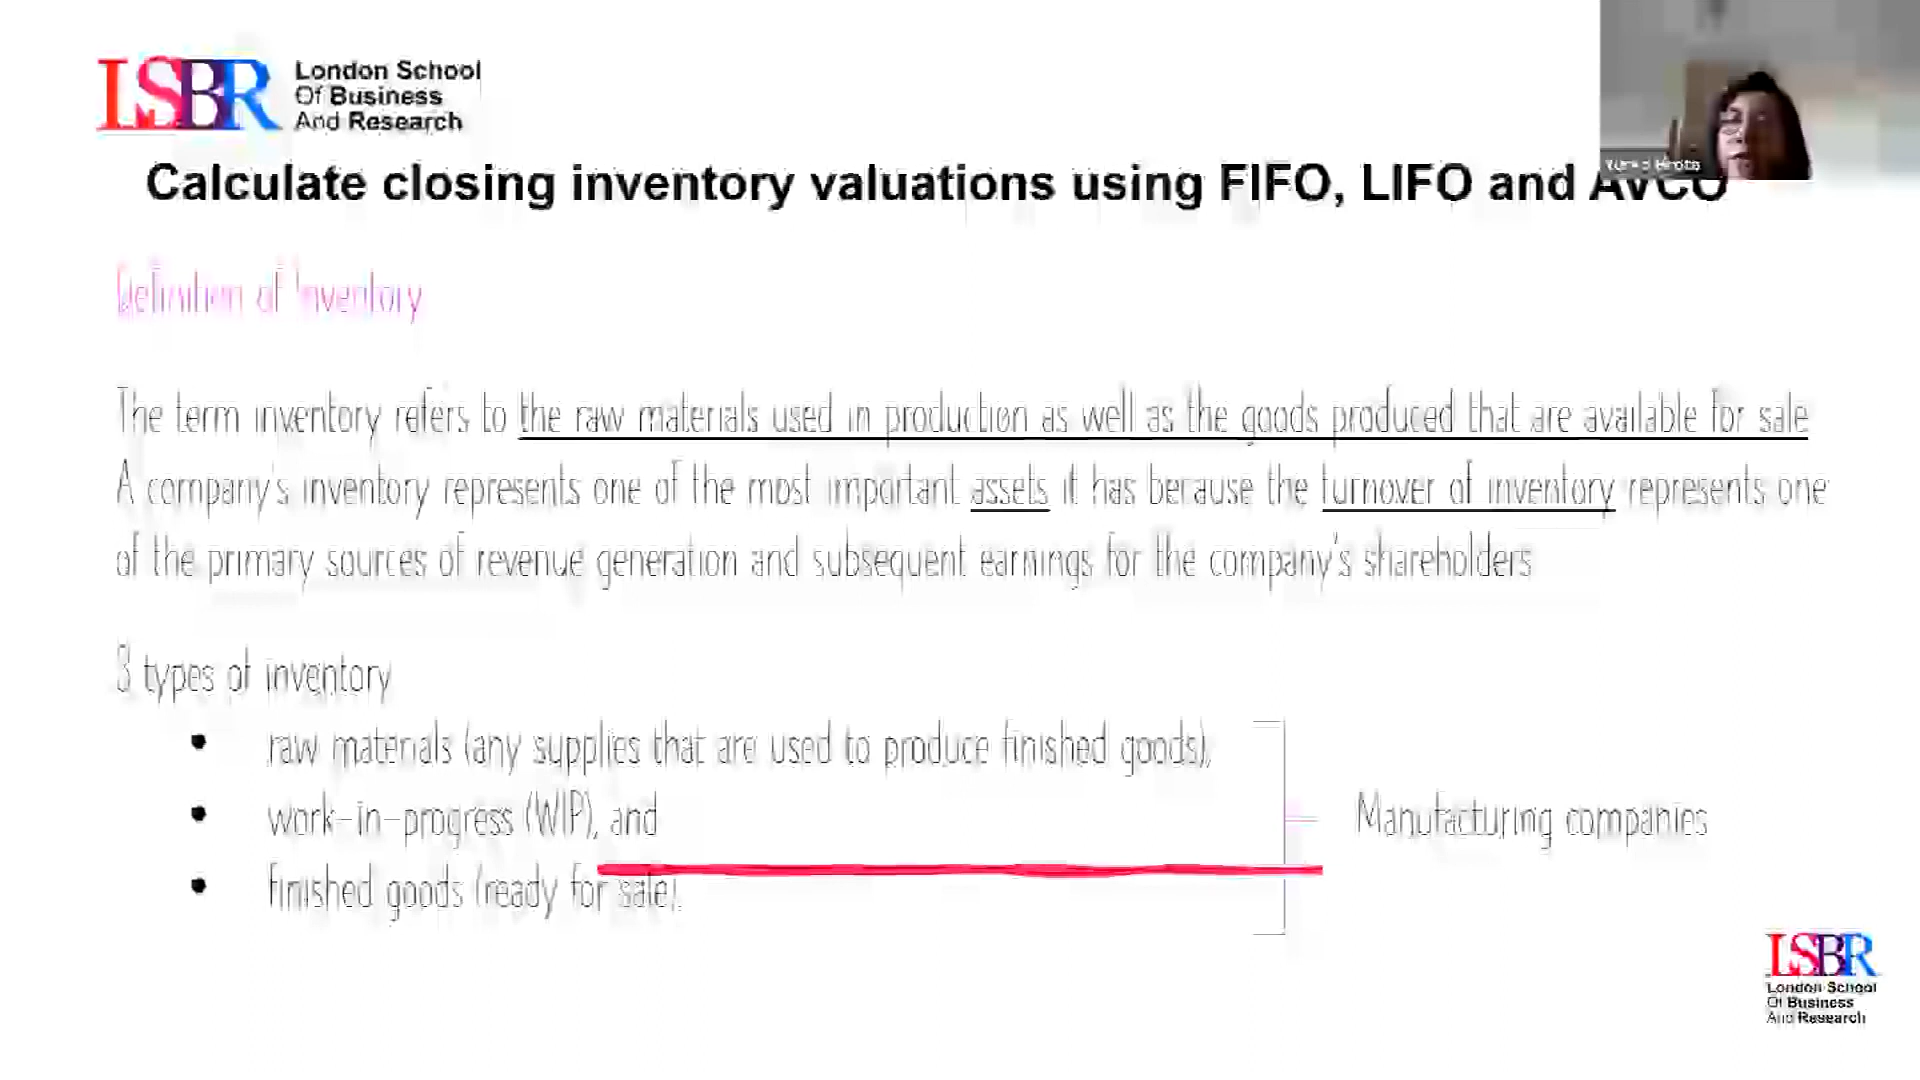 LSBR London School
Of Business
And Research
Calculate closing inventory valuations using FIFO, LIFO and AVCO
Definition of Inventory
The term inventory refers to the raw materials used in production as well as the goods produced that are available for sale
A company's inventory represents one of the most important assets it has because the turnover of inventory represents one
of the primary sources of revenue generation and subsequent earnings for the company's shareholders
3 types of inventory
• raw materials (any supplies that are used to produce finished goods),
• work-in-progress (WIP), and
• finished goods (ready for sale).
Manufacturing companies
LSBR
London School
Of Business
And Research